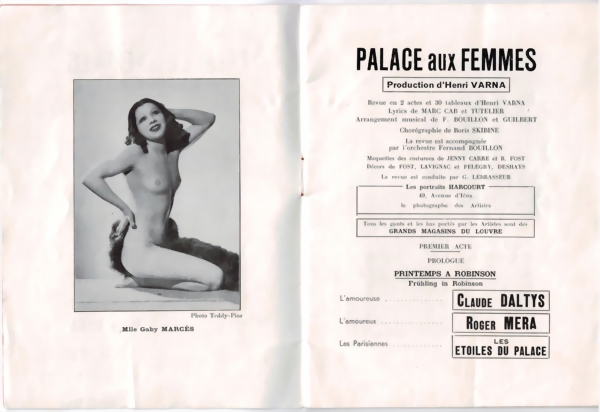 Photo Teddy-Piaz
Mlle Gaby MARCÈS
PALACE aux FEMMES
Production d'Henri VARNA
Revue en 2 actes et 30 tableaux d'Henri VARNA
Lyrics de MARC CAB et TUTELIER
Arrangement musical de F. BOUILLON et GUILBERT
Chorégraphie de Boris SKIBINE
La revue est accompagnée
par l'orchestre Fernand BOUILLON
Maquettes des costumes de JENNY CARRE et R. FOST
Décors de FOST, LAVIGNAC et PELEGRY, DESHAYS
La revue est conduite par G. LEBRASSEUR
Les portraits HARCOURT
49, Avenue d'Iéna
le photographe des Artistes
Tous les gants et les bas portés par les Artistes sont des
GRANDS MAGASINS DU LOUVRE
PREMIER ACTE
PROLOGUE
PRINTEMPS A ROBINSON
Frühling in Robinson
L'amoureuse ............... CLAUDE DALTYS
L'amoureux ............... ROGER MERA
Les Parisiennes ............ LES
ETOILES DU PALACE